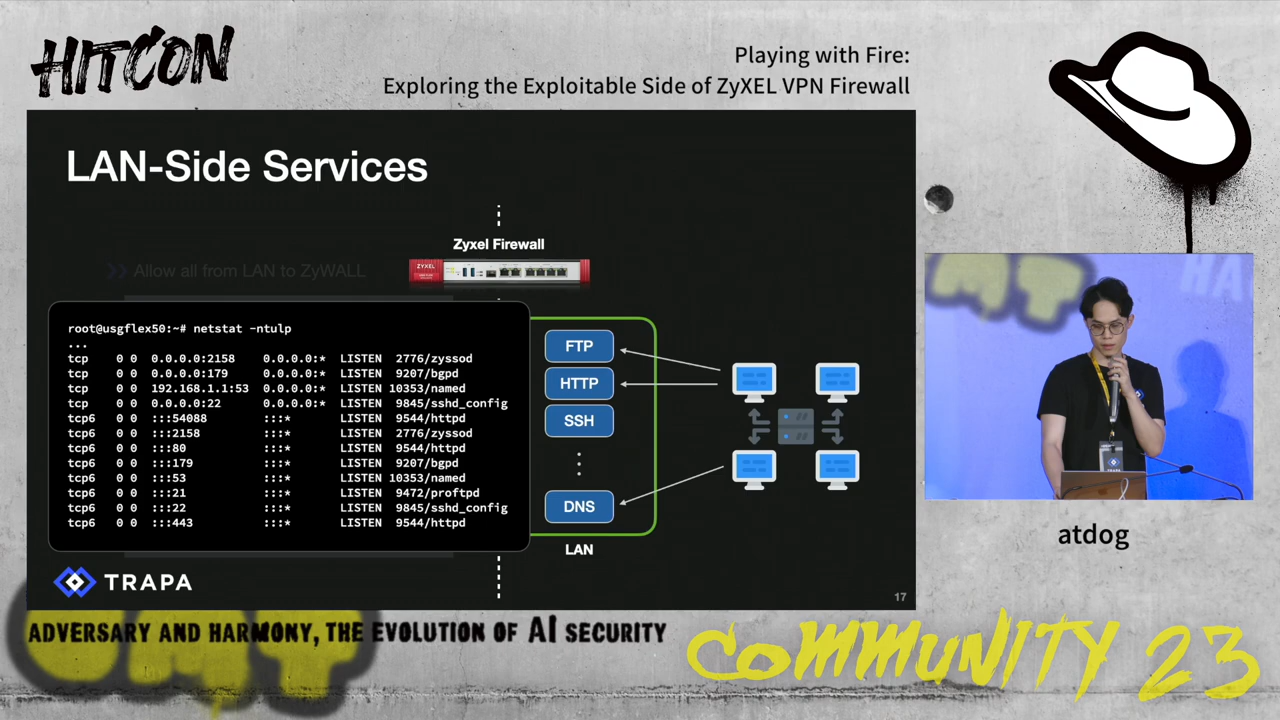 HITCON
Playing with Fire:
Exploring the Exploitable Side of ZyXEL VPN Firewall
LAN-Side Services
Zyxel Firewall
ZYXEL
Allow all from LAN to ZyWALL
root@usgflex50:~# netstat -ntulp
...
tcp 0 0 0.0.0.0:2158 0.0.0.0:* LISTEN 2776/zyssod
tcp 0 0 0.0.0.0:179 0.0.0.0:* LISTEN 9207/bgpd
tcp 0 0 192.168.1.1:53 0.0.0.0:* LISTEN 10353/named
tcp 0 0 0.0.0.0:22 0.0.0.0:* LISTEN 9845/sshd_config
tcp6 0 0 :::54088 :::* LISTEN 9544/httpd
tcp6 0 0 :::2158 :::* LISTEN 2776/zyssod
tcp6 0 0 :::80 :::* LISTEN 9544/httpd
tcp6 0 0 :::179 :::* LISTEN 9207/bgpd
tcp6 0 0 :::53 :::* LISTEN 10353/named
tcp6 0 0 :::21 :::* LISTEN 9472/proftpd
tcp6 0 0 :::22 :::* LISTEN 9845/sshd_config
tcp6 0 0 :::443 :::* LISTEN 9544/httpd
FTP
HTTP
SSH
DNS
LAN
TRAPA
17
TRAPA
atdog
ADVERSARY AND HARMONY, THE EVOLUTION OF AI SECURITY
COMMUNITY 23